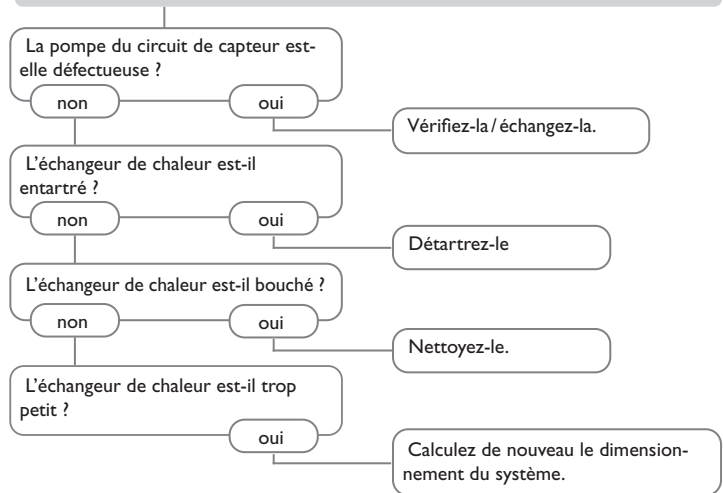 La pompe du circuit de capteur est-
elle défectueuse ?
non
oui
Vérifiez-la / échangez-la.
L'échangeur de chaleur est-il
entartré ?
non
oui
Détartrez-le
L'échangeur de chaleur est-il bouché ?
non
oui
Nettoyez-le.
L'échangeur de chaleur est-il trop
petit ?
oui
Calculez de nouveau le dimension-
nement du système.